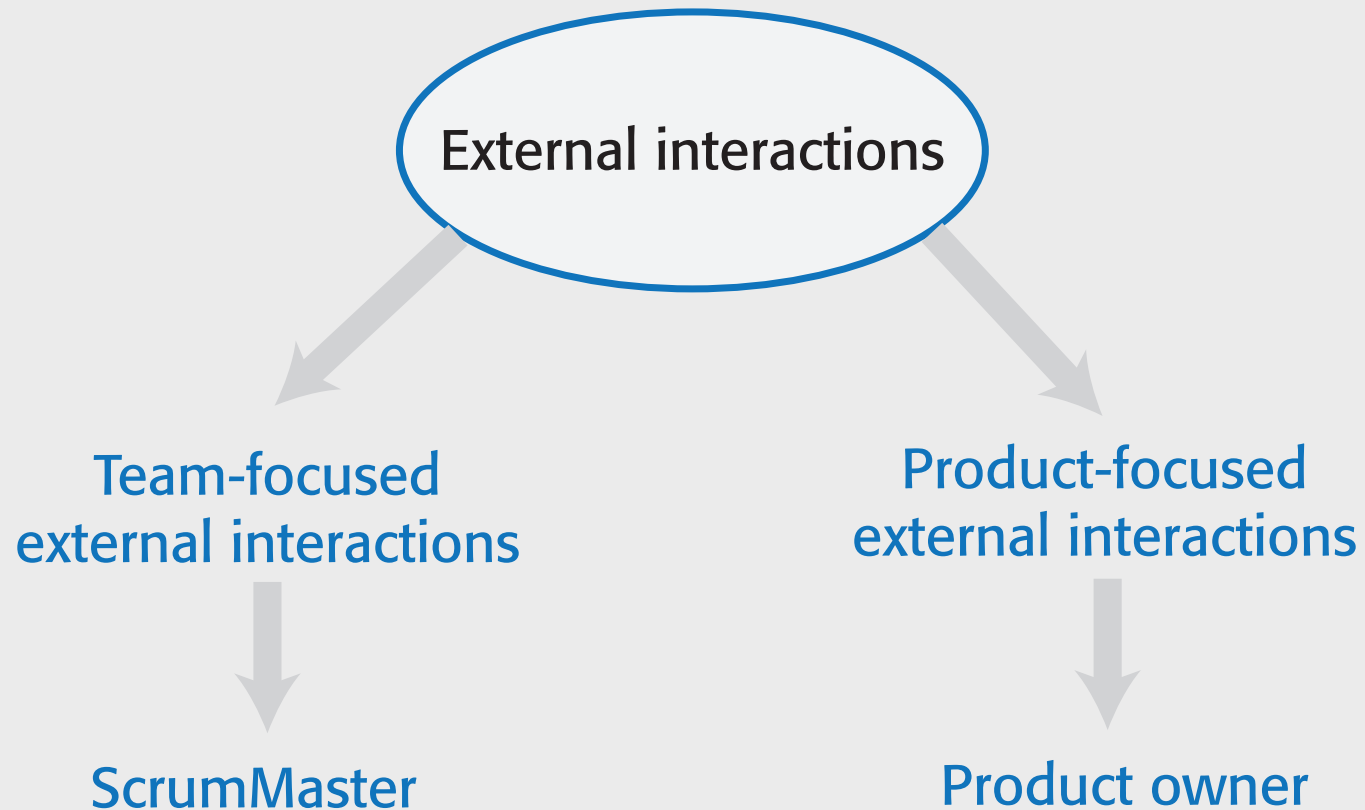 External interactions
Team-focused
external interactions
Product-focused
external interactions
ScrumMaster
Product owner